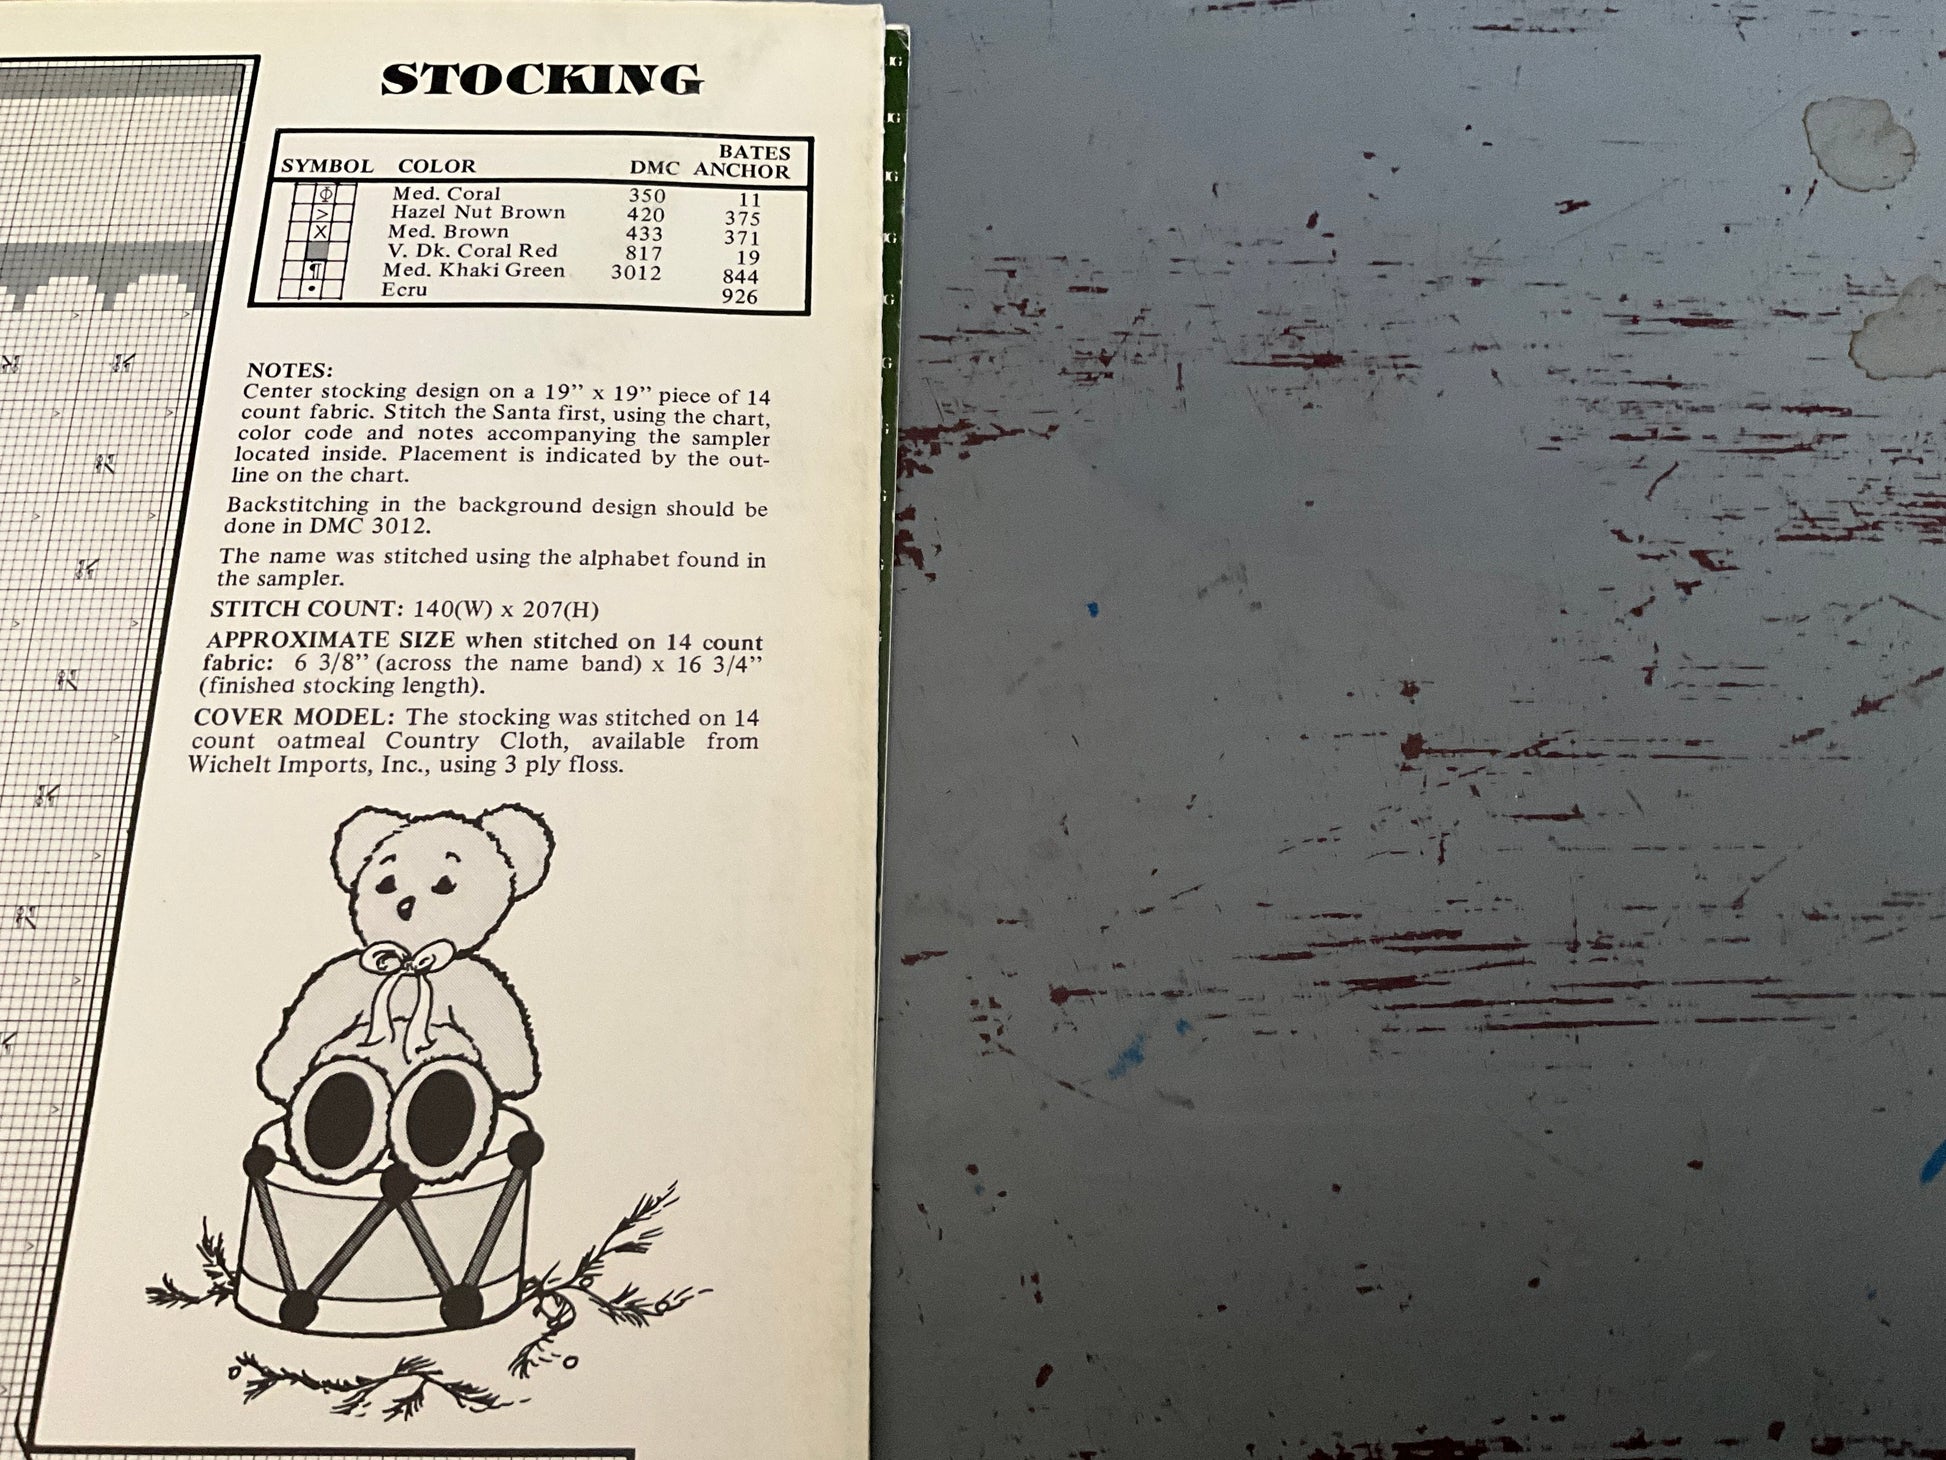 STOCKING
SYMBOL COLOR DMC BATES ANCHOR
Φ Med. Coral 350 11
> Hazel Nut Brown 420 375
X Med. Brown 433 371
V. Dk. Coral Red 817 19
¶ Med. Khaki Green 3012 844
• Ecru 926
NOTES:
Center stocking design on a 19” x 19” piece of 14
count fabric. Stitch the Santa first, using the chart,
color code and notes accompanying the sampler
located inside. Placement is indicated by the out-
line on the chart.
Backstitching in the background design should be
done in DMC 3012.
The name was stitched using the alphabet found in
the sampler.
STITCH COUNT: 140(W) x 207(H)
APPROXIMATE SIZE when stitched on 14 count
fabric: 6 3/8” (across the name band) x 16 3/4”
(finished stocking length).
COVER MODEL: The stocking was stitched on 14
count oatmeal Country Cloth, available from
Wichelt Imports, Inc., using 3 ply floss.